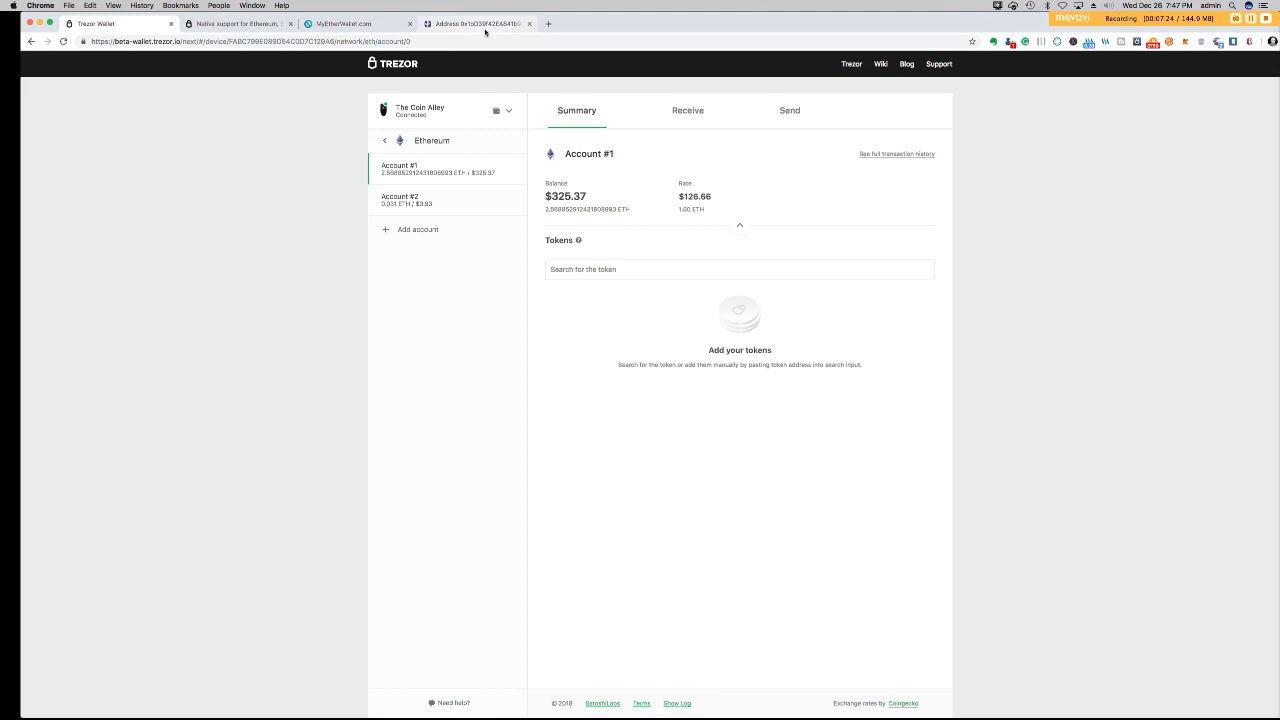 Chrome File Edit View History Bookmarks People Window Help
Wed Dec 26 7:47 PM admin
Trezor Wallet
Native support for Ethereum,
MyEtherWallet.com
movavi
Recording 00:07:24 / 144.9 MB
https://beta-wallet.trezor.io/next/#/device/FABC799E089D54C0D7C129A6/network/eth/account/0
TREZOR
Trezor Wiki Blog Support
The Coin Alley
Connected
Summary Receive Send
Ethereum
Account #1
2.568852912431808993 ETH / $325.37
Account #2
0.031 ETH / $3.93
Add account
Account #1
See full transaction history
Balance Rate
$325.37 $126.66
2.568852912431808993 ETH 1.00 ETH
Tokens
Search for the token
Add your tokens
Search for the token or add them manually by pasting token address into search input.
Need help?
© 2018 SatoshiLabs Terms Show Log
Exchange rates by Coingecko